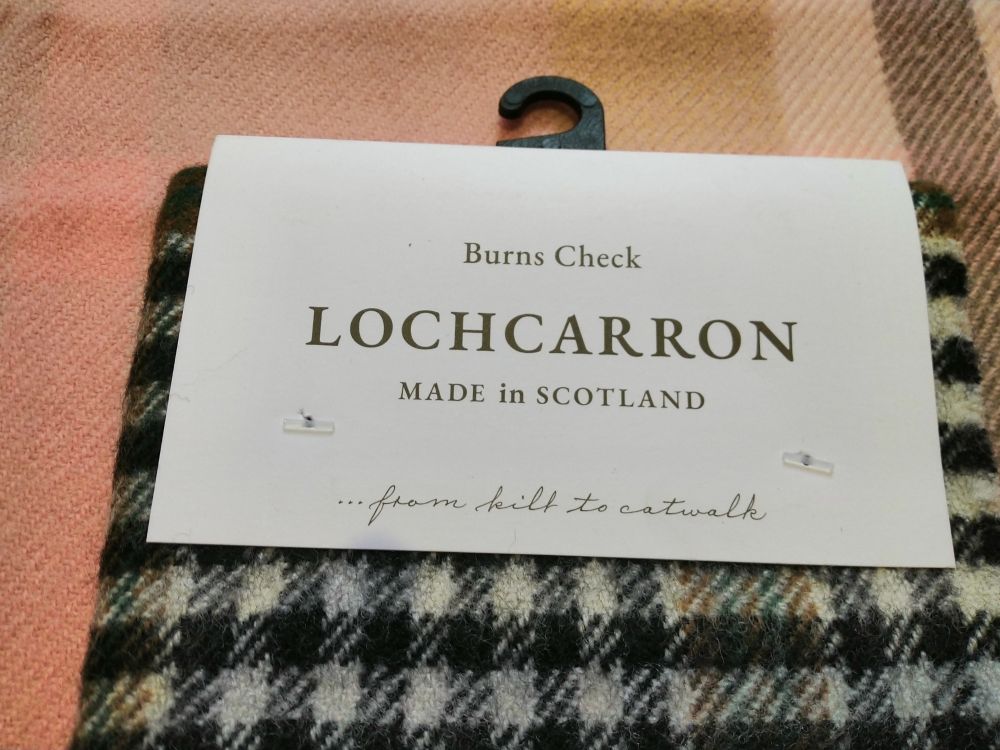 Burns Check
LOCHCARRON
MADE in SCOTLAND
...from kilt to catwalk